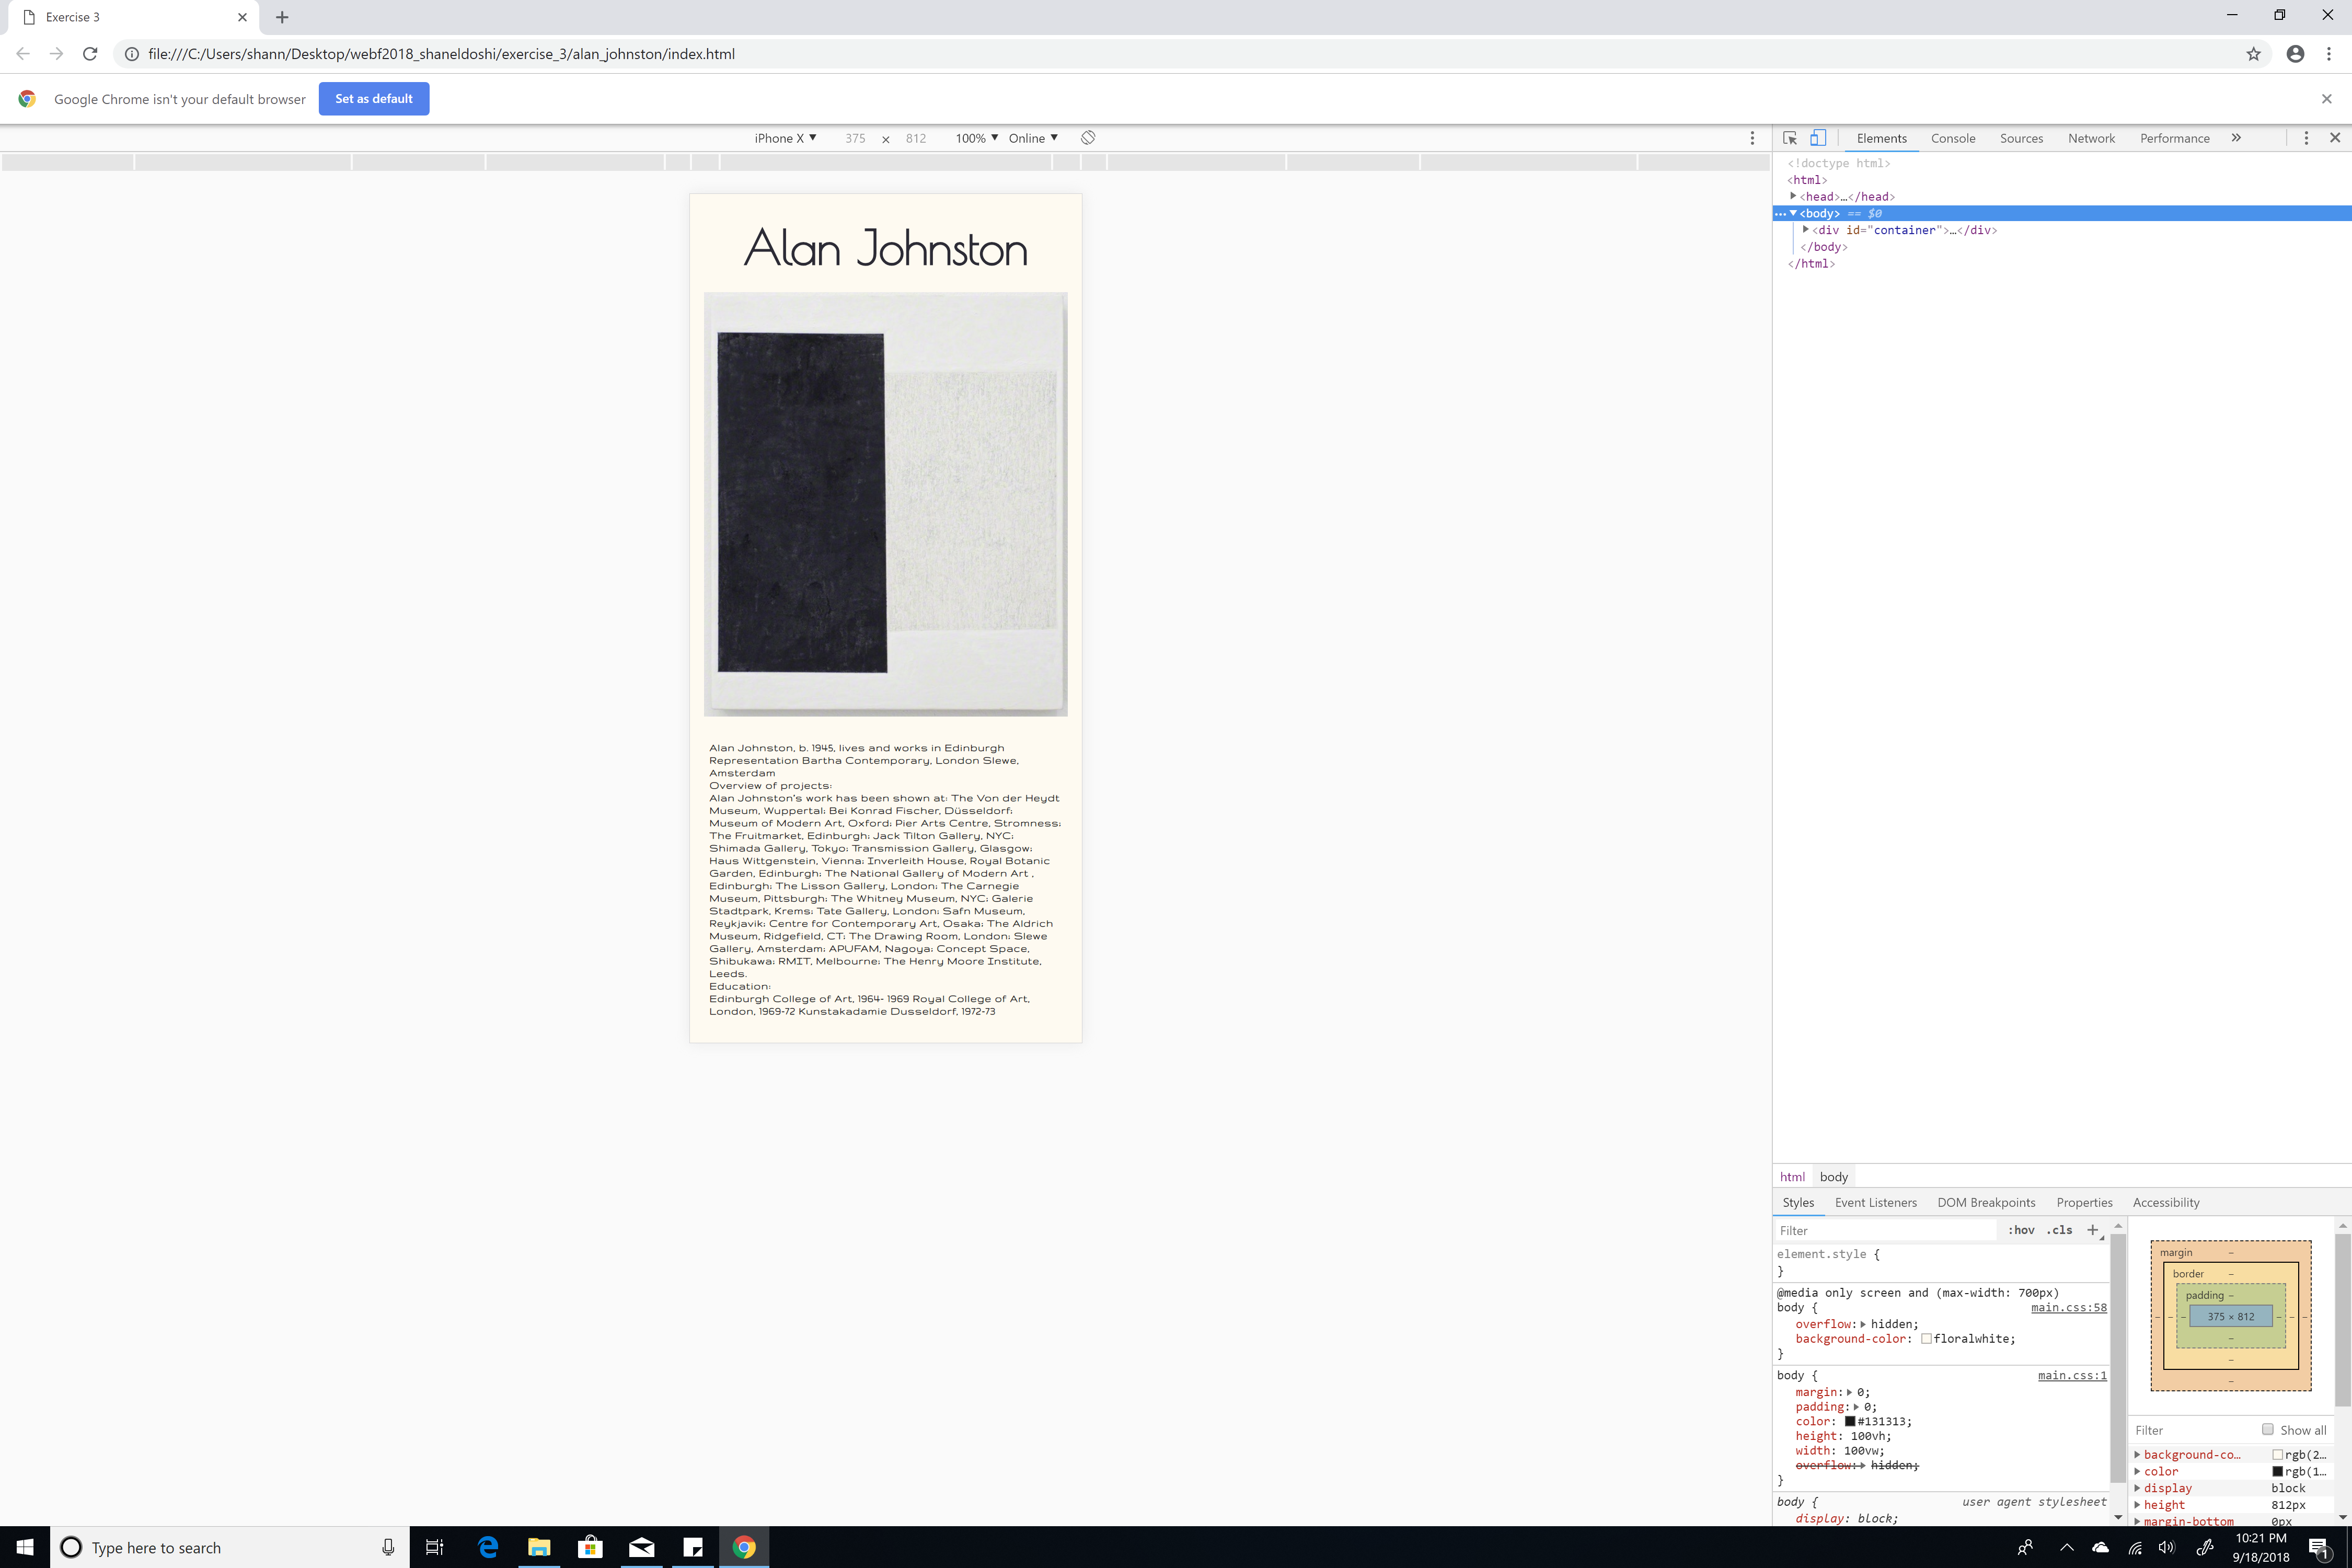 Exercise 3
file:///C:/Users/shann/Desktop/webf2018_shaneldoshi/exercise_3/alan_johnston/index.html
Google Chrome isn't your default browser
Set as default
iPhone X ▼ 375 × 812 100% ▼ Online ▼
Alan Johnston
Alan Johnston, b. 1945, lives and works in Edinburgh
Representation Bartha Contemporary, London Slewe,
Amsterdam
Overview of projects:
Alan Johnston's work has been shown at: The Von der Heydt
Museum, Wuppertal; Bei Konrad Fischer, Düsseldorf;
Museum of Modern Art, Oxford; Pier Arts Centre, Stromness;
The Fruitmarket, Edinburgh; Jack Tilton Gallery, NYC;
Shimada Gallery, Tokyo; Transmission Gallery, Glasgow;
Haus Wittgenstein, Vienna; Inverleith House, Royal Botanic
Garden, Edinburgh; The National Gallery of Modern Art ,
Edinburgh; The Lisson Gallery, London; The Carnegie
Museum, Pittsburgh; The Whitney Museum, NYC; Galerie
Stadtpark, Krems; Tate Gallery, London; Safn Museum,
Reykjavik; Centre for Contemporary Art, Osaka; The Aldrich
Museum, Ridgefield, CT; The Drawing Room, London; Slewe
Gallery, Amsterdam; APUFAM, Nagoya; Concept Space,
Shibukawa; RMIT, Melbourne; The Henry Moore Institute,
Leeds.
Education:
Edinburgh College of Art, 1964- 1969 Royal College of Art,
London, 1969-72 Kunstakadamie Dusseldorf, 1972-73
Elements Console Sources Network Performance »
<!doctype html>
<html>
<head>…</head>
<body> == $0
<div id="container">…</div>
</body>
</html>
html body
Styles Event Listeners DOM Breakpoints Properties Accessibility
Filter :hov .cls +
element.style {
}
@media only screen and (max-width: 700px)
body { main.css:58
overflow: hidden;
background-color: floralwhite;
}
body { main.css:1
margin: 0;
padding: 0;
color: #131313;
height: 100vh;
width: 100vw;
overflow: hidden;
}
body { user agent stylesheet
display: block;
margin –
border –
padding –
375 × 812
Filter Show all
background-co… rgb(2…
color rgb(1…
display block
height 812px
margin-bottom 0px
Type here to search
10:21 PM
9/18/2018
1